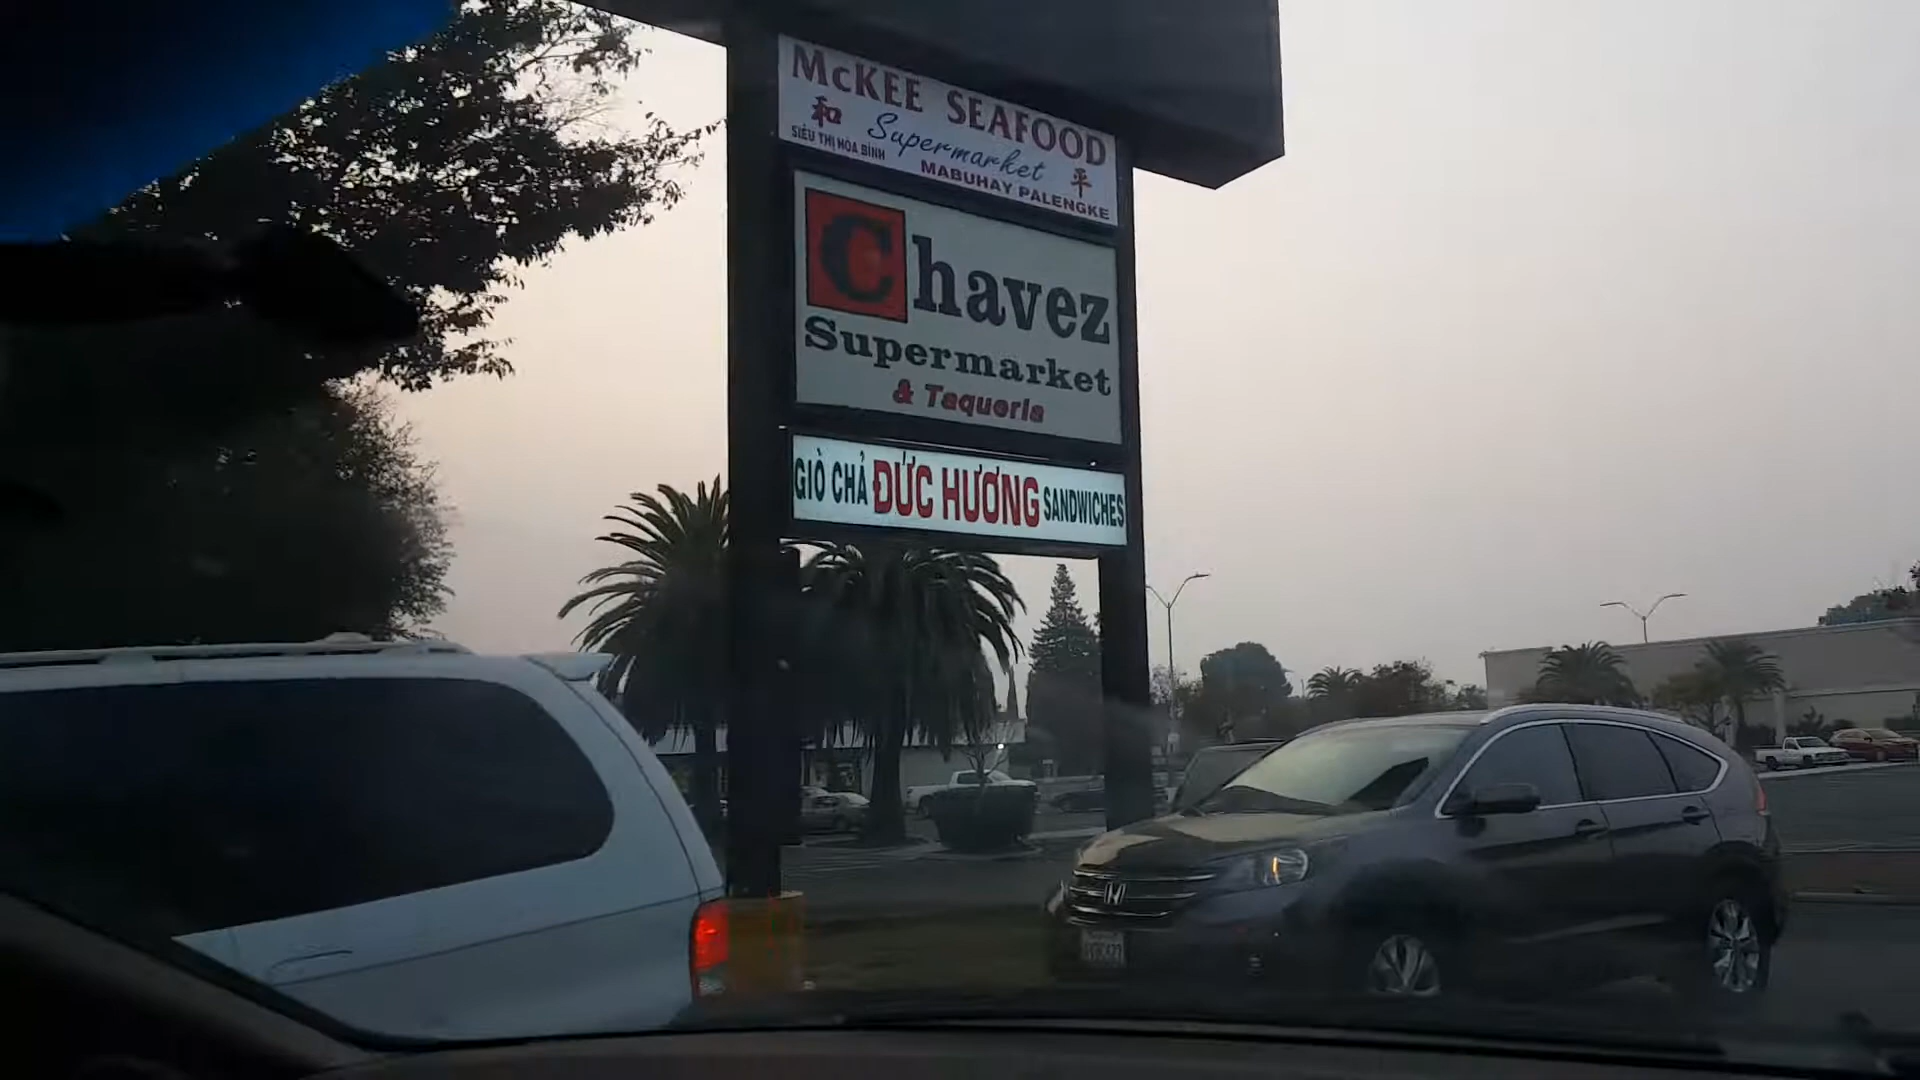 McKEE SEAFOOD
和 Supermarket 平
SIÊU THỊ HÒA BÌNH
MABUHAY PALENGKE
Chavez
Supermarket
& Taqueria
GIÒ CHẢ ĐỨC HƯƠNG SANDWICHES